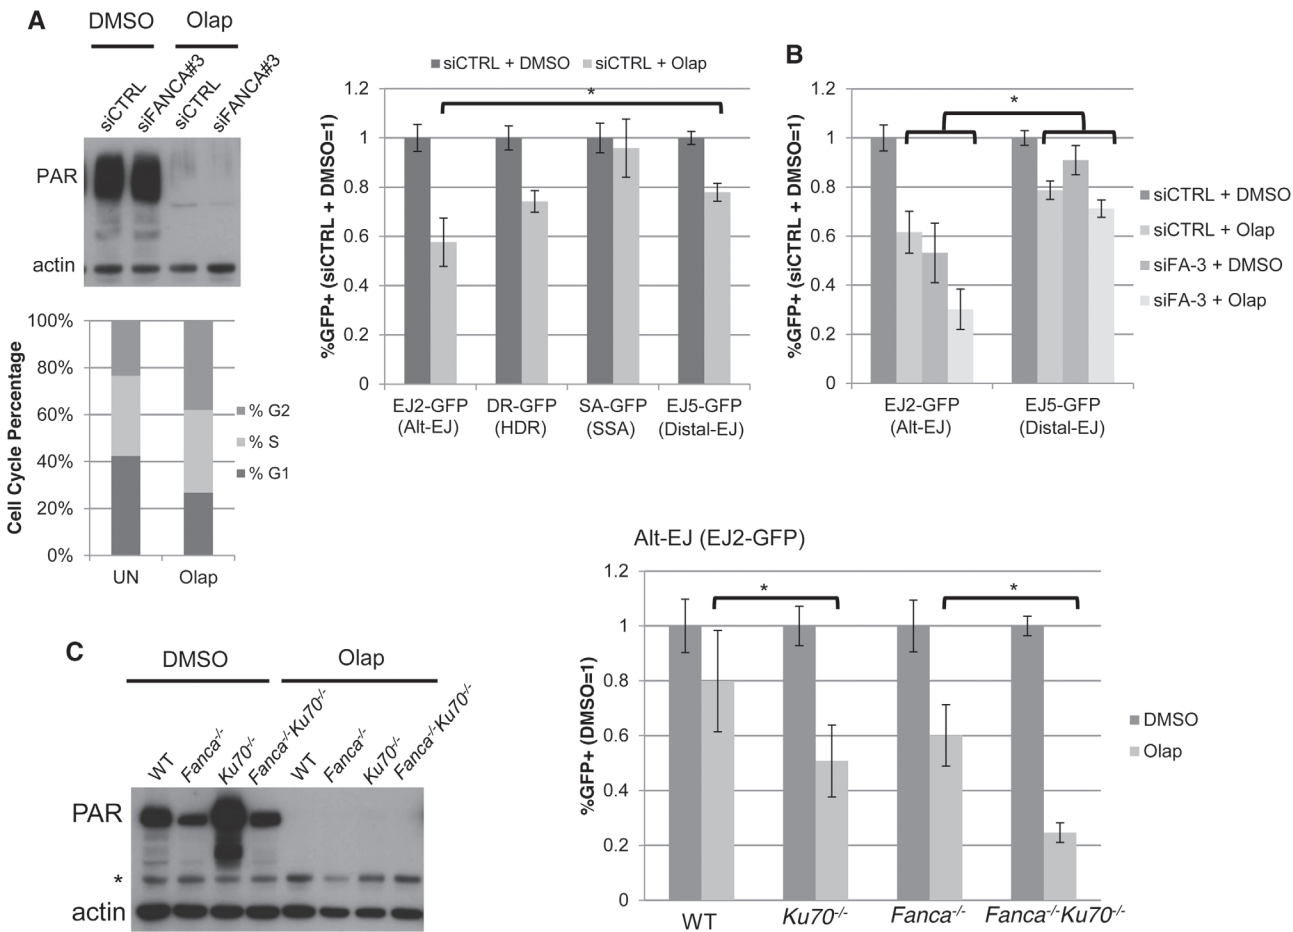 A
DMSO Olap
siCTRL
siFANCA#3
siCTRL
siFANCA#3
PAR
actin
100%
80%
60%
40%
20%
0%
Cell Cycle Percentage
% G2
% S
% G1
UN Olap
siCTRL + DMSO siCTRL + Olap
1.2
1
0.8
0.6
0.4
0.2
0
%GFP+ (siCTRL + DMSO=1)
*
EJ2-GFP DR-GFP SA-GFP EJ5-GFP
(Alt-EJ) (HDR) (SSA) (Distal-EJ)
B
1.2
1
0.8
0.6
0.4
0.2
0
%GFP+ (siCTRL + DMSO=1)
*
siCTRL + DMSO
siCTRL + Olap
siFA-3 + DMSO
siFA-3 + Olap
EJ2-GFP EJ5-GFP
(Alt-EJ) (Distal-EJ)
C
DMSO Olap
WT
Fanca-/-
Ku70-/-
Fanca-/-Ku70-/-
WT
Fanca-/-
Ku70-/-
Fanca-/-Ku70-/-
PAR
*
actin
Alt-EJ (EJ2-GFP)
1.2
1
0.8
0.6
0.4
0.2
0
%GFP+ (DMSO=1)
* *
DMSO
Olap
WT Ku70-/- Fanca-/- Fanca-/-Ku70-/-